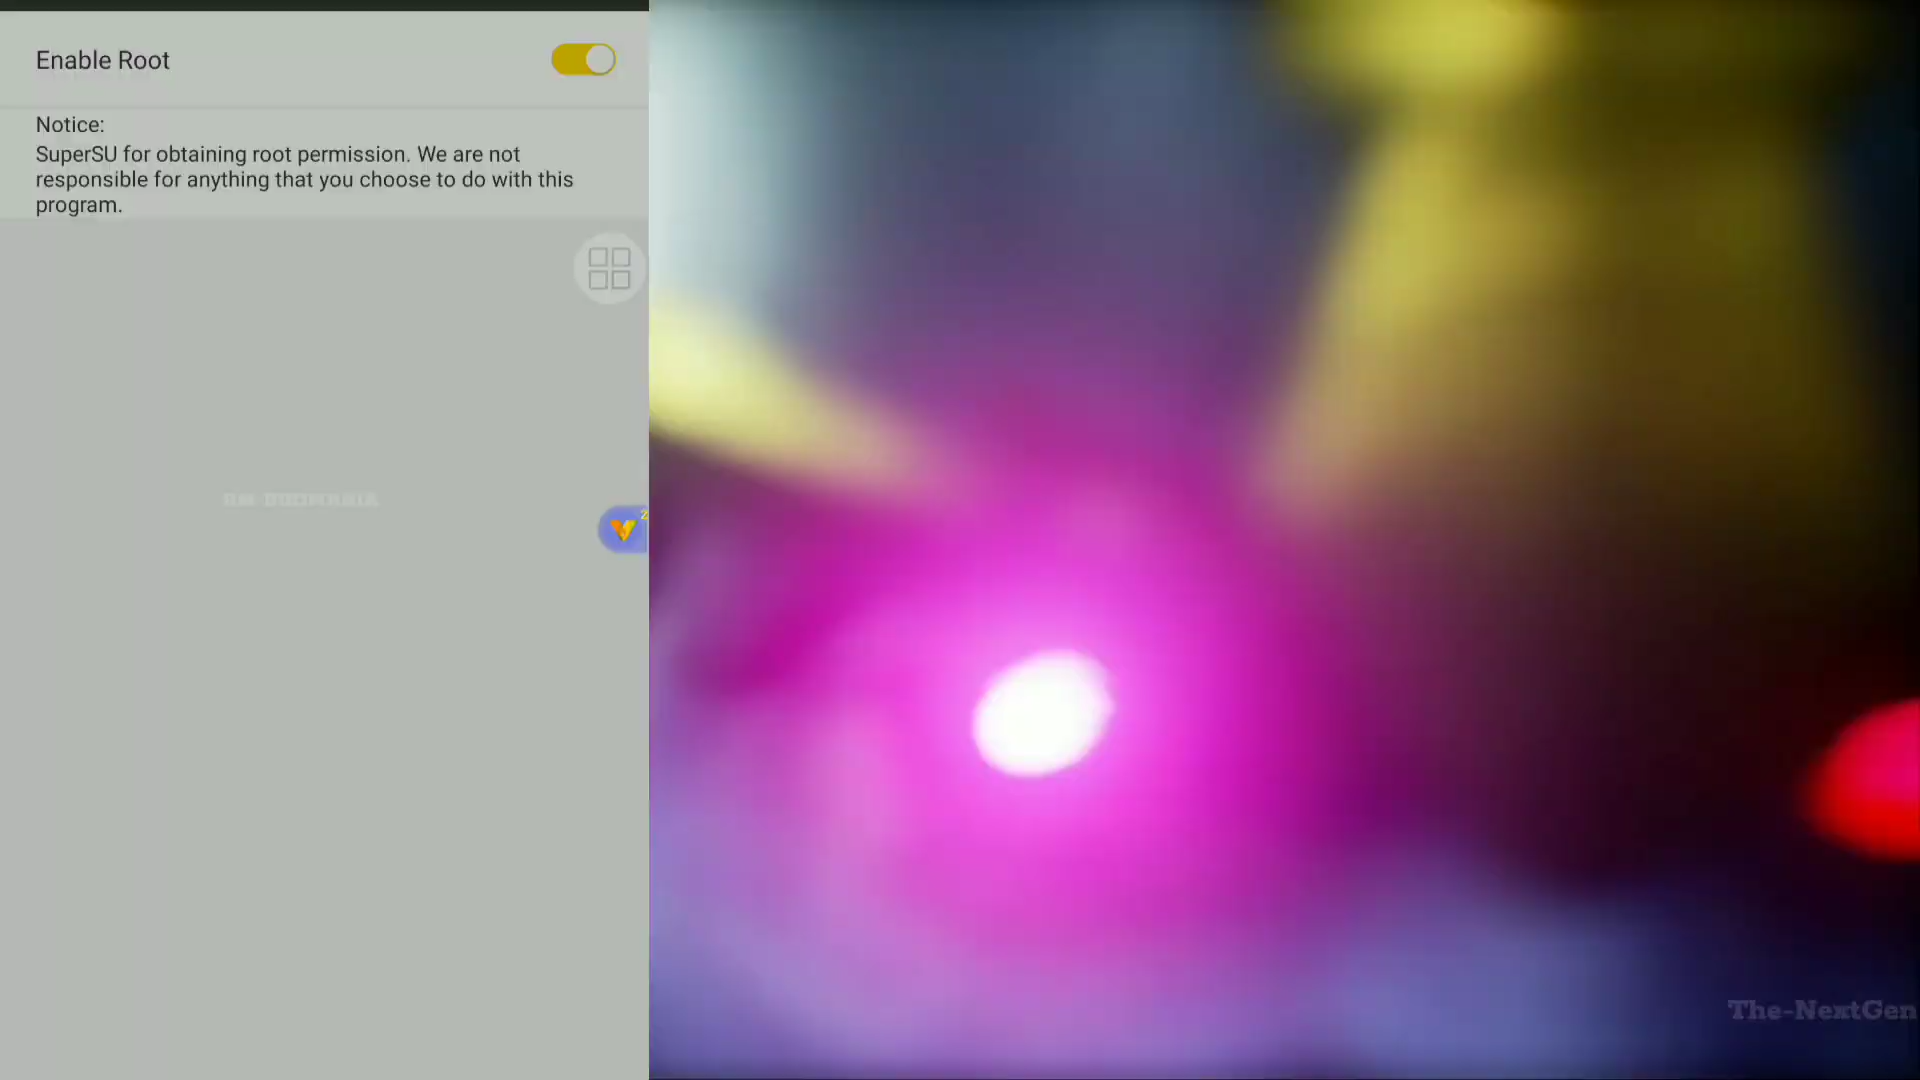 Enable Root
Notice:
SuperSU for obtaining root permission. We are not
responsible for anything that you choose to do with this
program.
2
The-NextGen